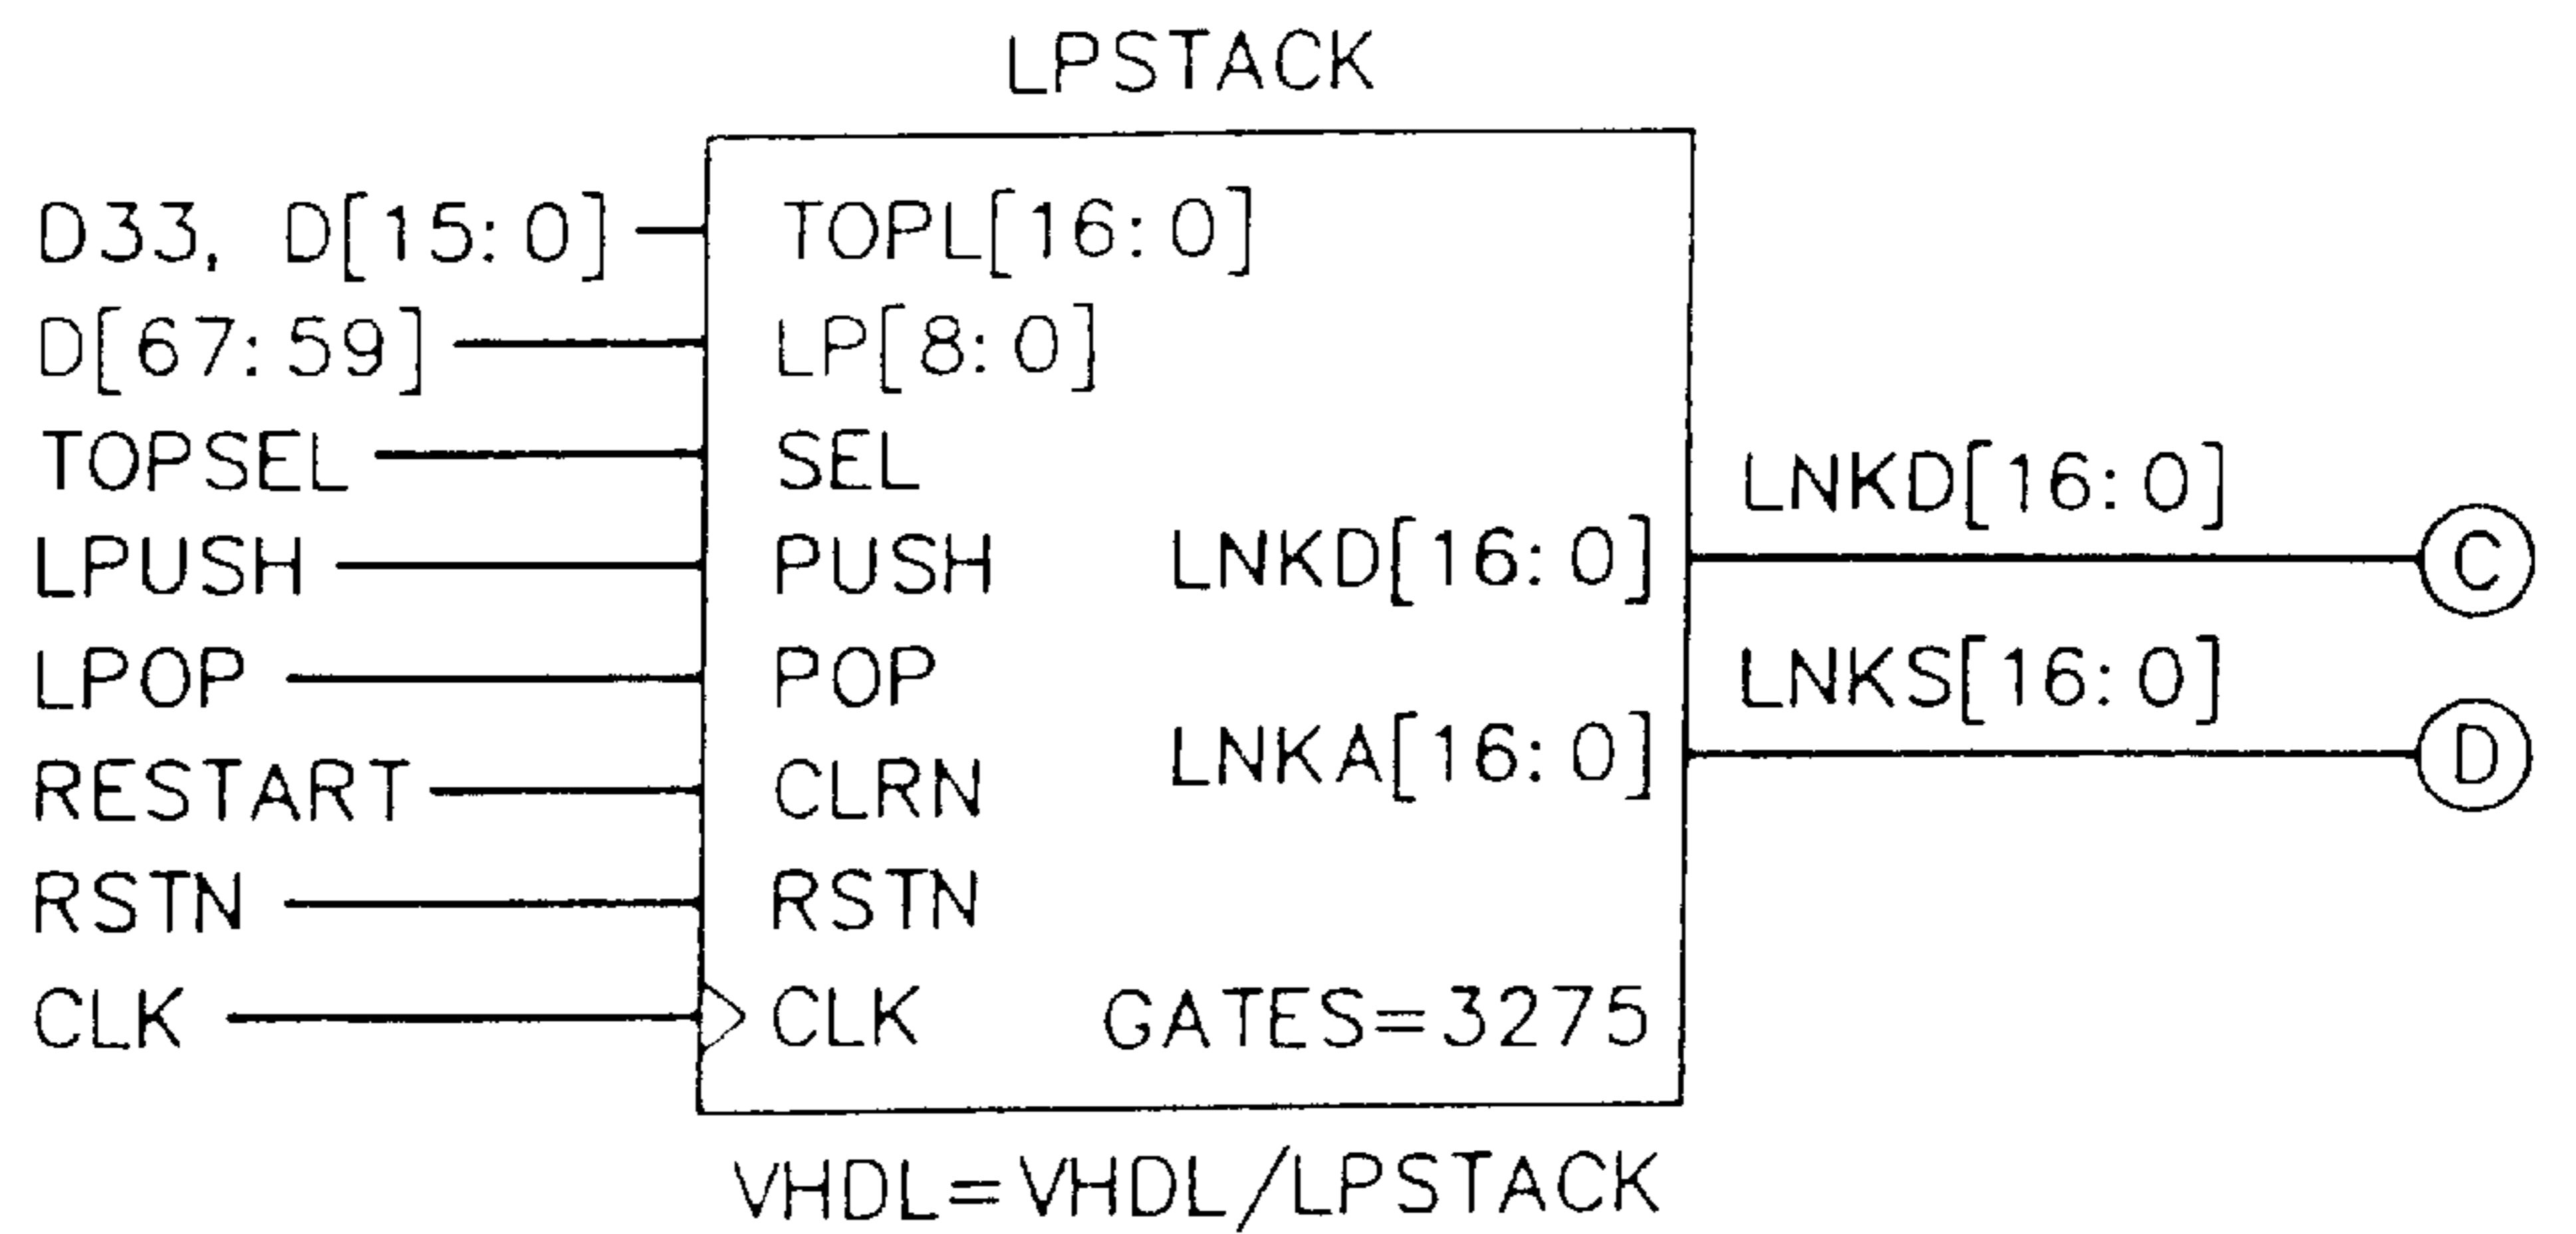 LPSTACK
D33, D[15:0] TOPL[16:0]
D[67:59] LP[8:0]
TOPSEL SEL
LNKD[16:0]
LPUSH PUSH LNKD[16:0] C
LPOP POP LNKS[16:0]
LNKA[16:0] D
RESTART CLRN
RSTN RSTN
CLK CLK GATES=3275
VHDL=VHDL/LPSTACK